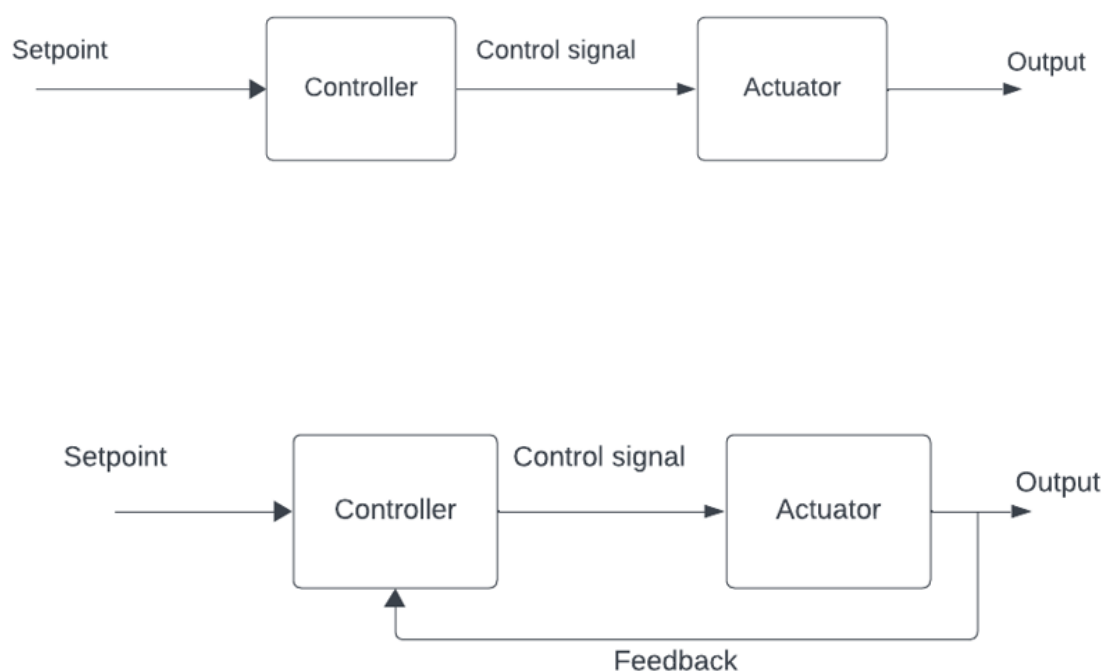 Setpoint
Controller
Control signal
Actuator
Output
Setpoint
Controller
Control signal
Actuator
Output
Feedback